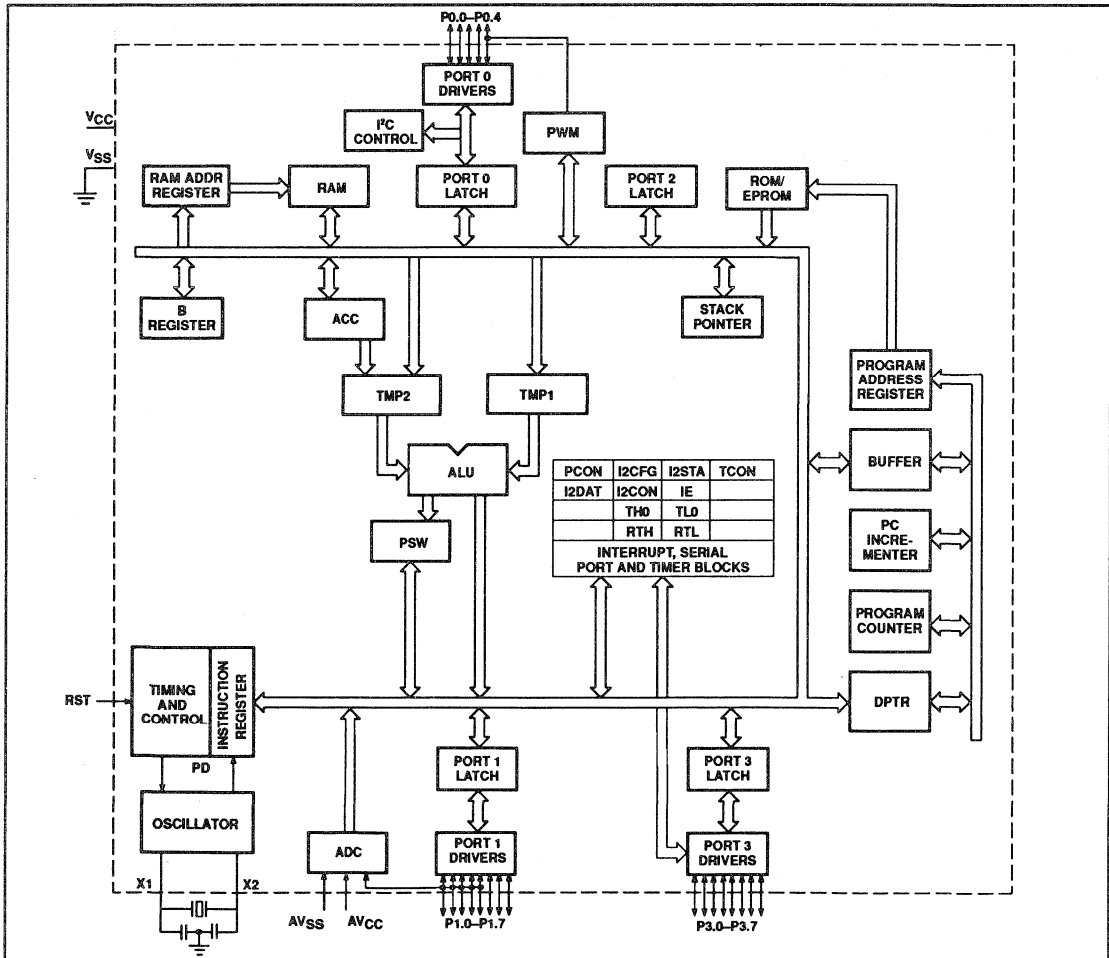 P0.0–P0.4
PORT 0
DRIVERS
VCC
I²C
CONTROL
PWM
VSS
RAM ADDR
REGISTER
RAM
PORT 0
LATCH
PORT 2
LATCH
ROM/
EPROM
B
REGISTER
ACC
STACK
POINTER
TMP2
TMP1
PROGRAM
ADDRESS
REGISTER
ALU
BUFFER
PCON I2CFG I2STA TCON
I2DAT I2CON IE
TH0 TL0
RTH RTL
INTERRUPT, SERIAL
PORT AND TIMER BLOCKS
PSW
PC
INCRE-
MENTER
PROGRAM
COUNTER
RST
TIMING
AND
CONTROL
INSTRUCTION
REGISTER
DPTR
PD
PORT 1
LATCH
PORT 3
LATCH
OSCILLATOR
ADC
PORT 1
DRIVERS
PORT 3
DRIVERS
X1
X2
AVSS
AVCC
P1.0–P1.7
P3.0–P3.7